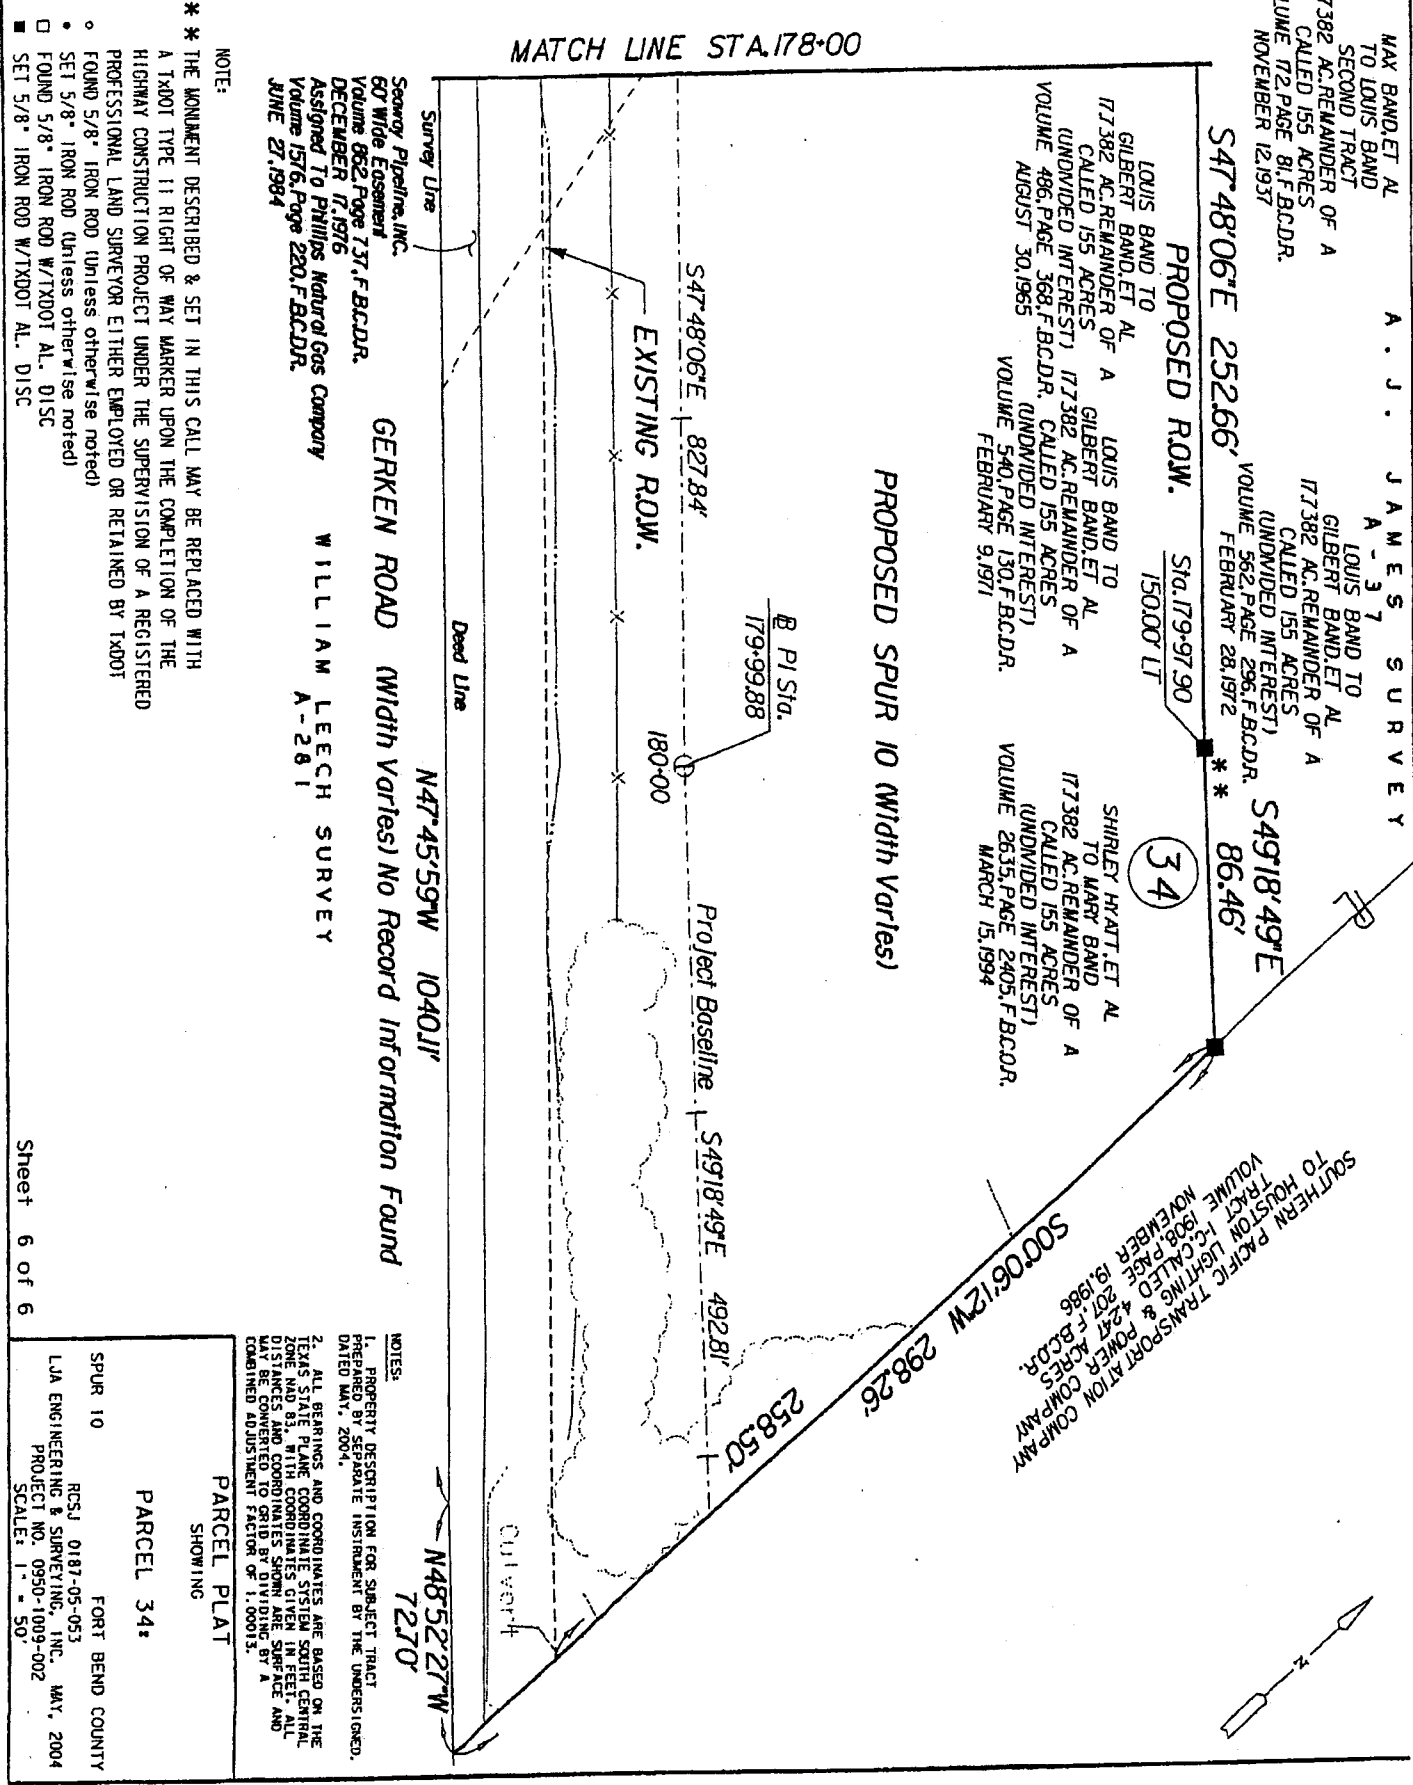 MAX BAND, ET AL
TO LOUIS BAND
SECOND TRACT
7382 AC. REMAINDER OF A
CALLED 155 ACRES
LUME 172, PAGE 81, F.B.C.D.R.
NOVEMBER 12, 1937
A. J. JAMES SURVEY
A-37
LOUIS BAND TO
GILBERT BAND, ET AL
17.7382 AC. REMAINDER OF A
CALLED 155 ACRES
(UNDIVIDED INTEREST)
VOLUME 562, PAGE 296, F.B.C.D.R.
FEBRUARY 28, 1972
S47°48'06"E 252.66'
S49°18'49"E
** 86.46'
PROPOSED R.O.W.
Sta. 179+97.90
150.00' LT
34
LOUIS BAND TO
GILBERT BAND, ET AL
17.7382 AC. REMAINDER OF A
CALLED 155 ACRES
(UNDIVIDED INTEREST)
VOLUME 486, PAGE 368, F.B.C.D.R.
AUGUST 30, 1965
LOUIS BAND TO
GILBERT BAND, ET AL
17.7382 AC. REMAINDER OF A
CALLED 155 ACRES
(UNDIVIDED INTEREST)
VOLUME 540, PAGE 130, F.B.C.D.R.
FEBRUARY 9, 1971
SHIRLEY HYATT, ET AL
TO MARY BAND
17.7382 AC. REMAINDER OF A
CALLED 155 ACRES
(UNDIVIDED INTEREST)
VOLUME 2635, PAGE 2405, F.B.C.O.R.
MARCH 15, 1994
SOUTHERN PACIFIC TRANSPORTATION COMPANY
TO HOUSTON LIGHTING & POWER COMPANY
TRACT 1-C, CALLED 4.247 ACRES
VOLUME 1908, PAGE 207, F.B.C.O.R.
NOVEMBER 19, 1986
MATCH LINE STA. 178+00
PROPOSED SPUR 10 (Width Varies)
B PI Sta.
179+99.88
S47°48'06"E 827.84'
180+00
Project Baseline
S49°18'49"E 492.81'
S00°06'12"W 298.26'
258.50'
EXISTING R.O.W.
Survey Line
Deed Line
N47°45'59"W 1040.11'
Culvert
N48°52'27"W
72.70'
Seaway Pipeline, INC.
60' Wide Easement
Volume 862, Page 737, F.B.C.D.R.
DECEMBER 17, 1976
Assigned To Phillips Natural Gas Company
Volume 1576, Page 220, F.B.C.D.R.
JUNE 27, 1984
GERKEN ROAD (Width Varies) No Record Information Found
WILLIAM LEECH SURVEY
A-281
NOTE:
** THE MONUMENT DESCRIBED & SET IN THIS CALL MAY BE REPLACED WITH
A TxDOT TYPE II RIGHT OF WAY MARKER UPON THE COMPLETION OF THE
HIGHWAY CONSTRUCTION PROJECT UNDER THE SUPERVISION OF A REGISTERED
PROFESSIONAL LAND SURVEYOR EITHER EMPLOYED OR RETAINED BY TxDOT
○ FOUND 5/8" IRON ROD (Unless otherwise noted)
● SET 5/8" IRON ROD (Unless otherwise noted)
□ FOUND 5/8" IRON ROD W/TXDOT AL. DISC
■ SET 5/8" IRON ROD W/TXDOT AL. DISC
NOTES:
1. PROPERTY DESCRIPTION FOR SUBJECT TRACT
PREPARED BY SEPARATE INSTRUMENT BY THE UNDERSIGNED,
DATED MAY, 2004.
2. ALL BEARINGS AND COORDINATES ARE BASED ON THE
TEXAS STATE PLANE COORDINATE SYSTEM SOUTH CENTRAL
ZONE NAD 83, WITH COORDINATES GIVEN IN FEET. ALL
DISTANCES AND COORDINATES SHOWN ARE SURFACE AND
MAY BE CONVERTED TO GRID BY DIVIDING BY A
COMBINED ADJUSTMENT FACTOR OF 1.00013.
N
Sheet 6 of 6
PARCEL PLAT
SHOWING
PARCEL 34:
SPUR 10 FORT BEND COUNTY
RCSJ 0187-05-053
LJA ENGINEERING & SURVEYING, INC. MAY, 2004
PROJECT NO. 0950-1009-002
SCALE: 1" = 50'